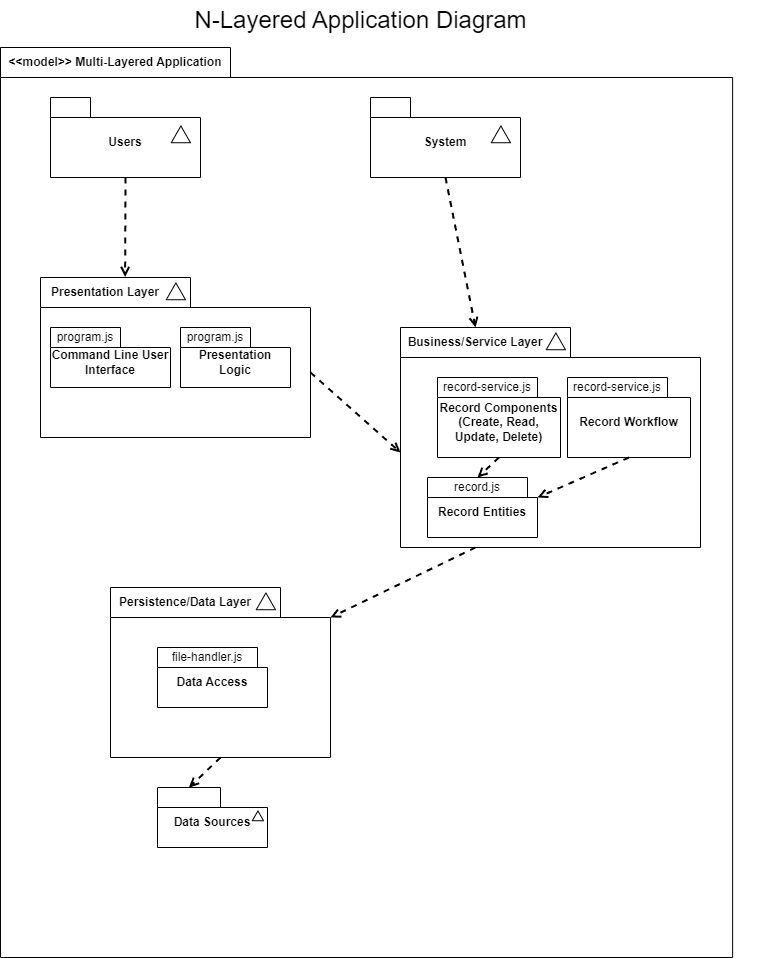 N-Layered Application Diagram
<<model>> Multi-Layered Application
Users
System
Presentation Layer
program.js
Command Line User
Interface
program.js
Presentation
Logic
Business/Service Layer
record-service.js
Record Components
(Create, Read,
Update, Delete)
record-service.js
Record Workflow
record.js
Record Entities
Persistence/Data Layer
file-handler.js
Data Access
Data Sources